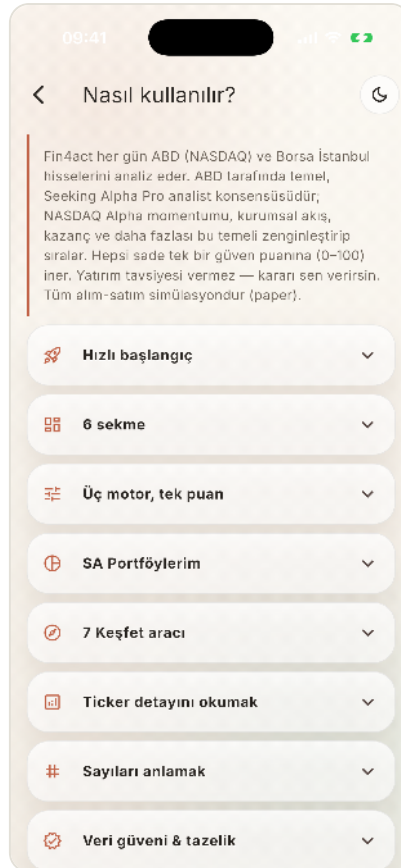 09:41
Nasıl kullanılır?
Fin4act her gün ABD (NASDAQ) ve Borsa İstanbul
hisselerini analiz eder. ABD tarafında temel,
Seeking Alpha Pro analist konsensüsüdür;
NASDAQ Alpha momentumu, kurumsal akış,
kazanç ve daha fazlası bu temeli zenginleştirip
sıralar. Hepsi sade tek bir güven puanına (0–100)
iner. Yatırım tavsiyesi vermez — kararı sen verirsin.
Tüm alım-satım simülasyondur (paper).
Hızlı başlangıç
6 sekme
Üç motor, tek puan
SA Portföylerim
7 Keşfet aracı
Ticker detayını okumak
Sayıları anlamak
Veri güveni & tazelik